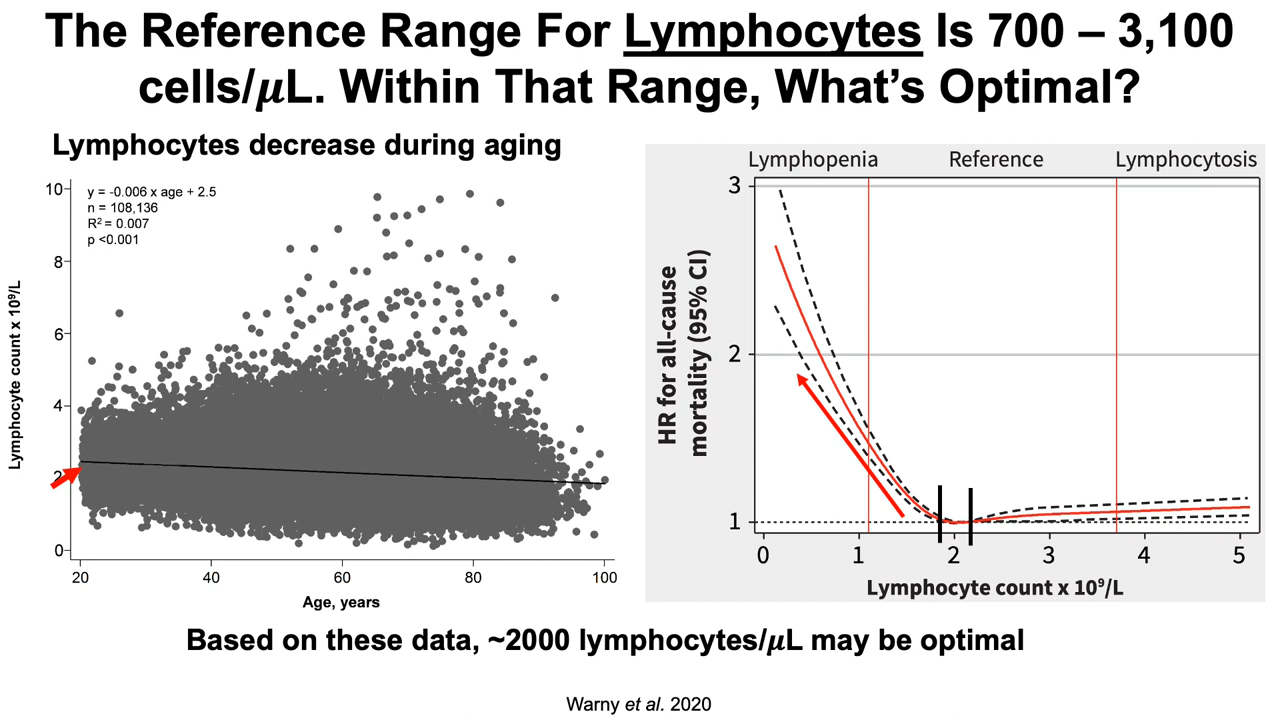 The Reference Range For Lymphocytes Is 700 – 3,100
cells/𝝁L. Within That Range, What’s Optimal?
Lymphocytes decrease during aging
y = -0.006 x age + 2.5
n = 108,136
R² = 0.007
p <0.001
Lymphocyte count x 10⁹/L
10
8
6
4
2
0
20 40 60 80 100
Age, years
Lymphopenia Reference Lymphocytosis
HR for all-cause
mortality (95% CI)
3
2
1
0 1 2 3 4 5
Lymphocyte count x 10⁹/L
Based on these data, ~2000 lymphocytes/𝝁L may be optimal
Warny et al. 2020